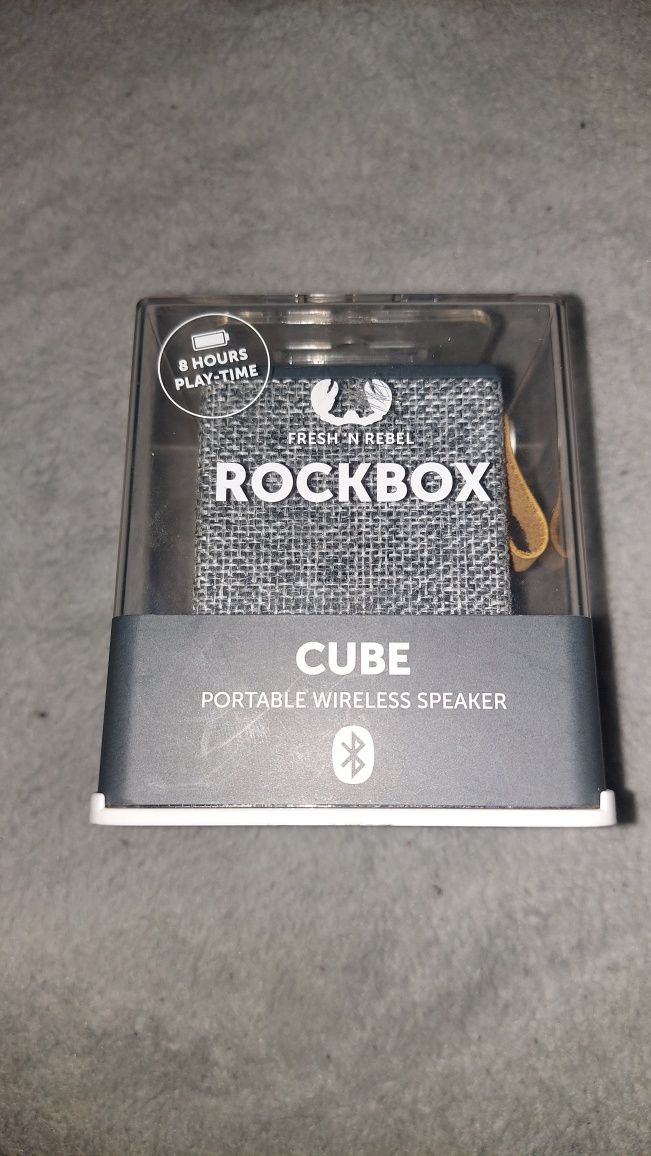 8 HOURS
PLAY-TIME
FRESH 'N REBEL
ROCKBOX
CUBE
PORTABLE WIRELESS SPEAKER